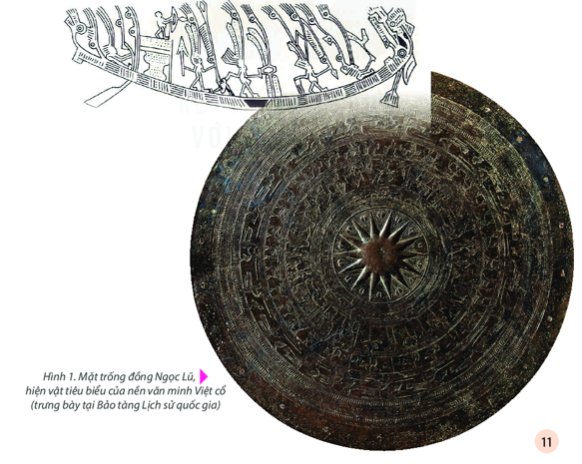 Hình 1. Mặt trống đồng Ngọc Lũ,
hiện vật tiêu biểu của nền văn minh Việt cổ
(trưng bày tại Bảo tàng Lịch sử quốc gia)
11